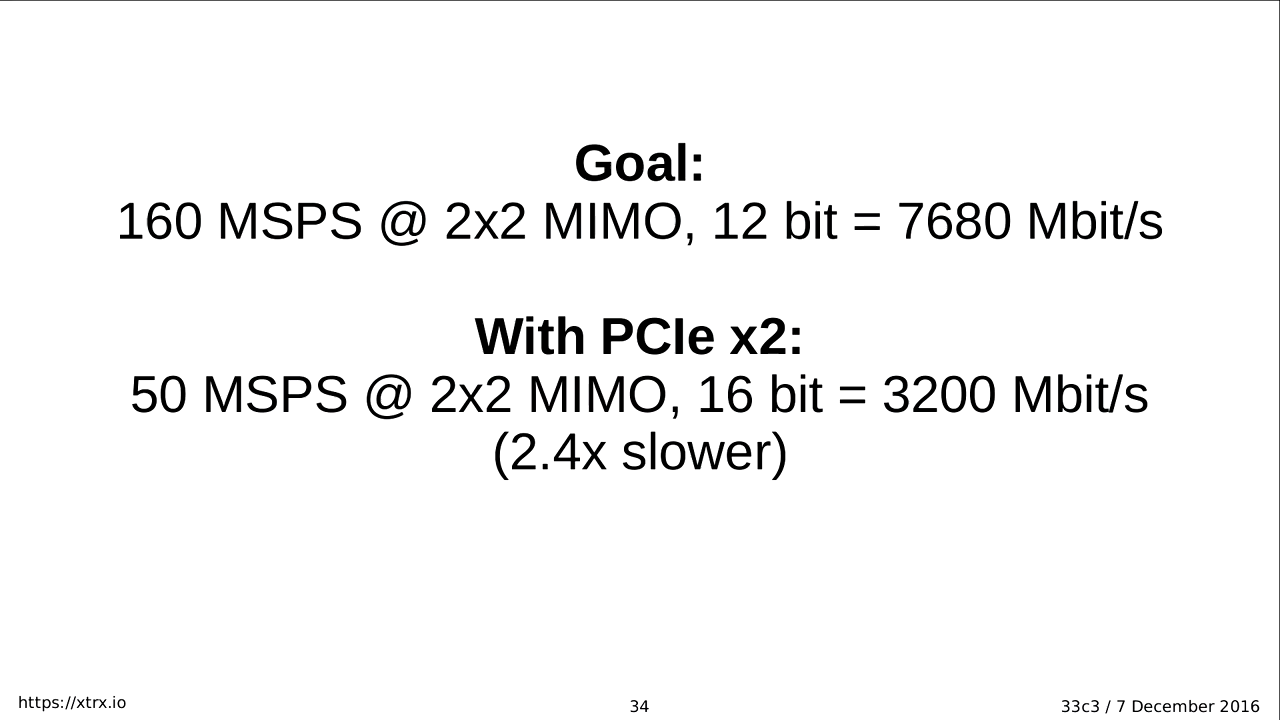 Goal:
160 MSPS @ 2x2 MIMO, 12 bit = 7680 Mbit/s
With PCIe x2:
50 MSPS @ 2x2 MIMO, 16 bit = 3200 Mbit/s
(2.4x slower)
https://xtrx.io
34
33c3 / 7 December 2016